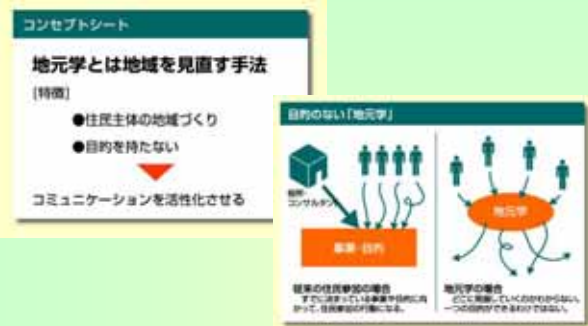 コンセプトシート
地元学とは地域を見直す手法
[特徴]
●住民主体の地域づくり
●目的を持たない
コミュニケーションを活性化させる
目的のない「地元学」
コンサルタント
事業・目的
地元学
従来の住民参加の場合
すでに決まっている事業や目的に向
かって、住民参加の行動になる。
地元学の場合
どこに発展していくのかわからない。
一つの目的ができるわけではない。